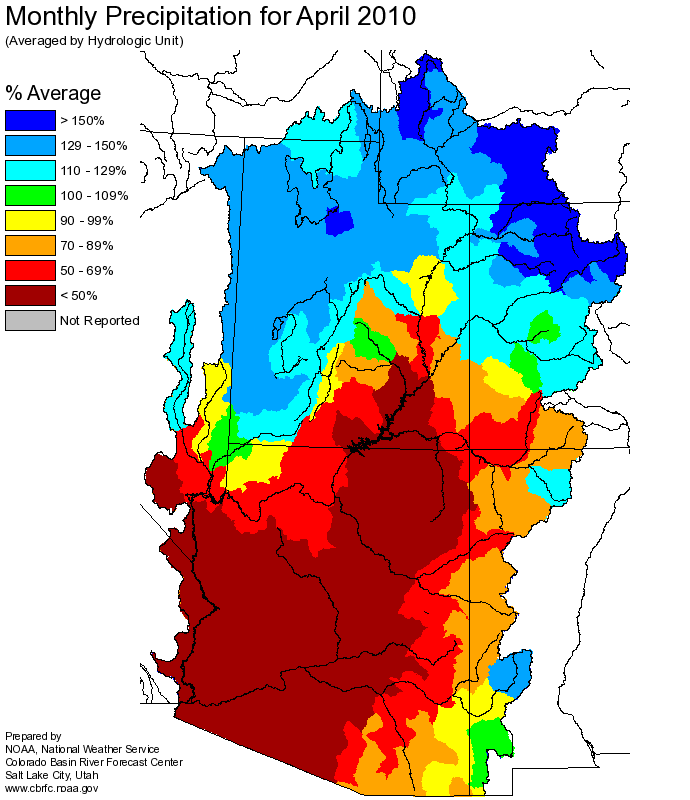 Monthly Precipitation for April 2010
(Averaged by Hydrologic Unit)
% Average
> 150%
129 - 150%
110 - 129%
100 - 109%
90 - 99%
70 - 89%
50 - 69%
< 50%
Not Reported
Prepared by
NOAA, National Weather Service
Colorado Basin River Forecast Center
Salt Lake City, Utah
www.cbrfc.noaa.gov